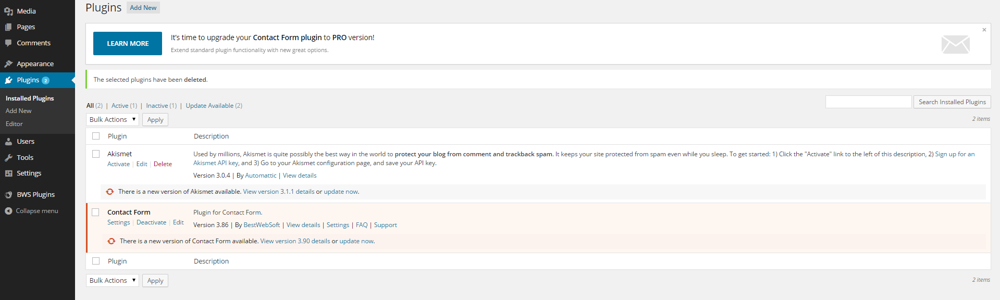 Media
Pages
Comments
Appearance
Plugins 2
Installed Plugins
Add New
Editor
Users
Tools
Settings
BWS Plugins
Collapse menu
Plugins Add New
LEARN MORE
It's time to upgrade your Contact Form plugin to PRO version!
Extend standard plugin functionality with new great options.
×
The selected plugins have been deleted.
All (2) | Active (1) | Inactive (1) | Update Available (2)
Search Installed Plugins
Bulk Actions Apply
2 items
Plugin Description
Akismet
Activate | Edit | Delete
Used by millions, Akismet is quite possibly the best way in the world to protect your blog from comment and trackback spam. It keeps your site protected from spam even while you sleep. To get started: 1) Click the "Activate" link to the left of this description, 2) Sign up for an
Akismet API key, and 3) Go to your Akismet configuration page, and save your API key.
Version 3.0.4 | By Automattic | View details
There is a new version of Akismet available. View version 3.1.1 details or update now.
Contact Form
Settings | Deactivate | Edit
Plugin for Contact Form.
Version 3.86 | By BestWebSoft | View details | Settings | FAQ | Support
There is a new version of Contact Form available. View version 3.90 details or update now.
Plugin Description
Bulk Actions Apply
2 items